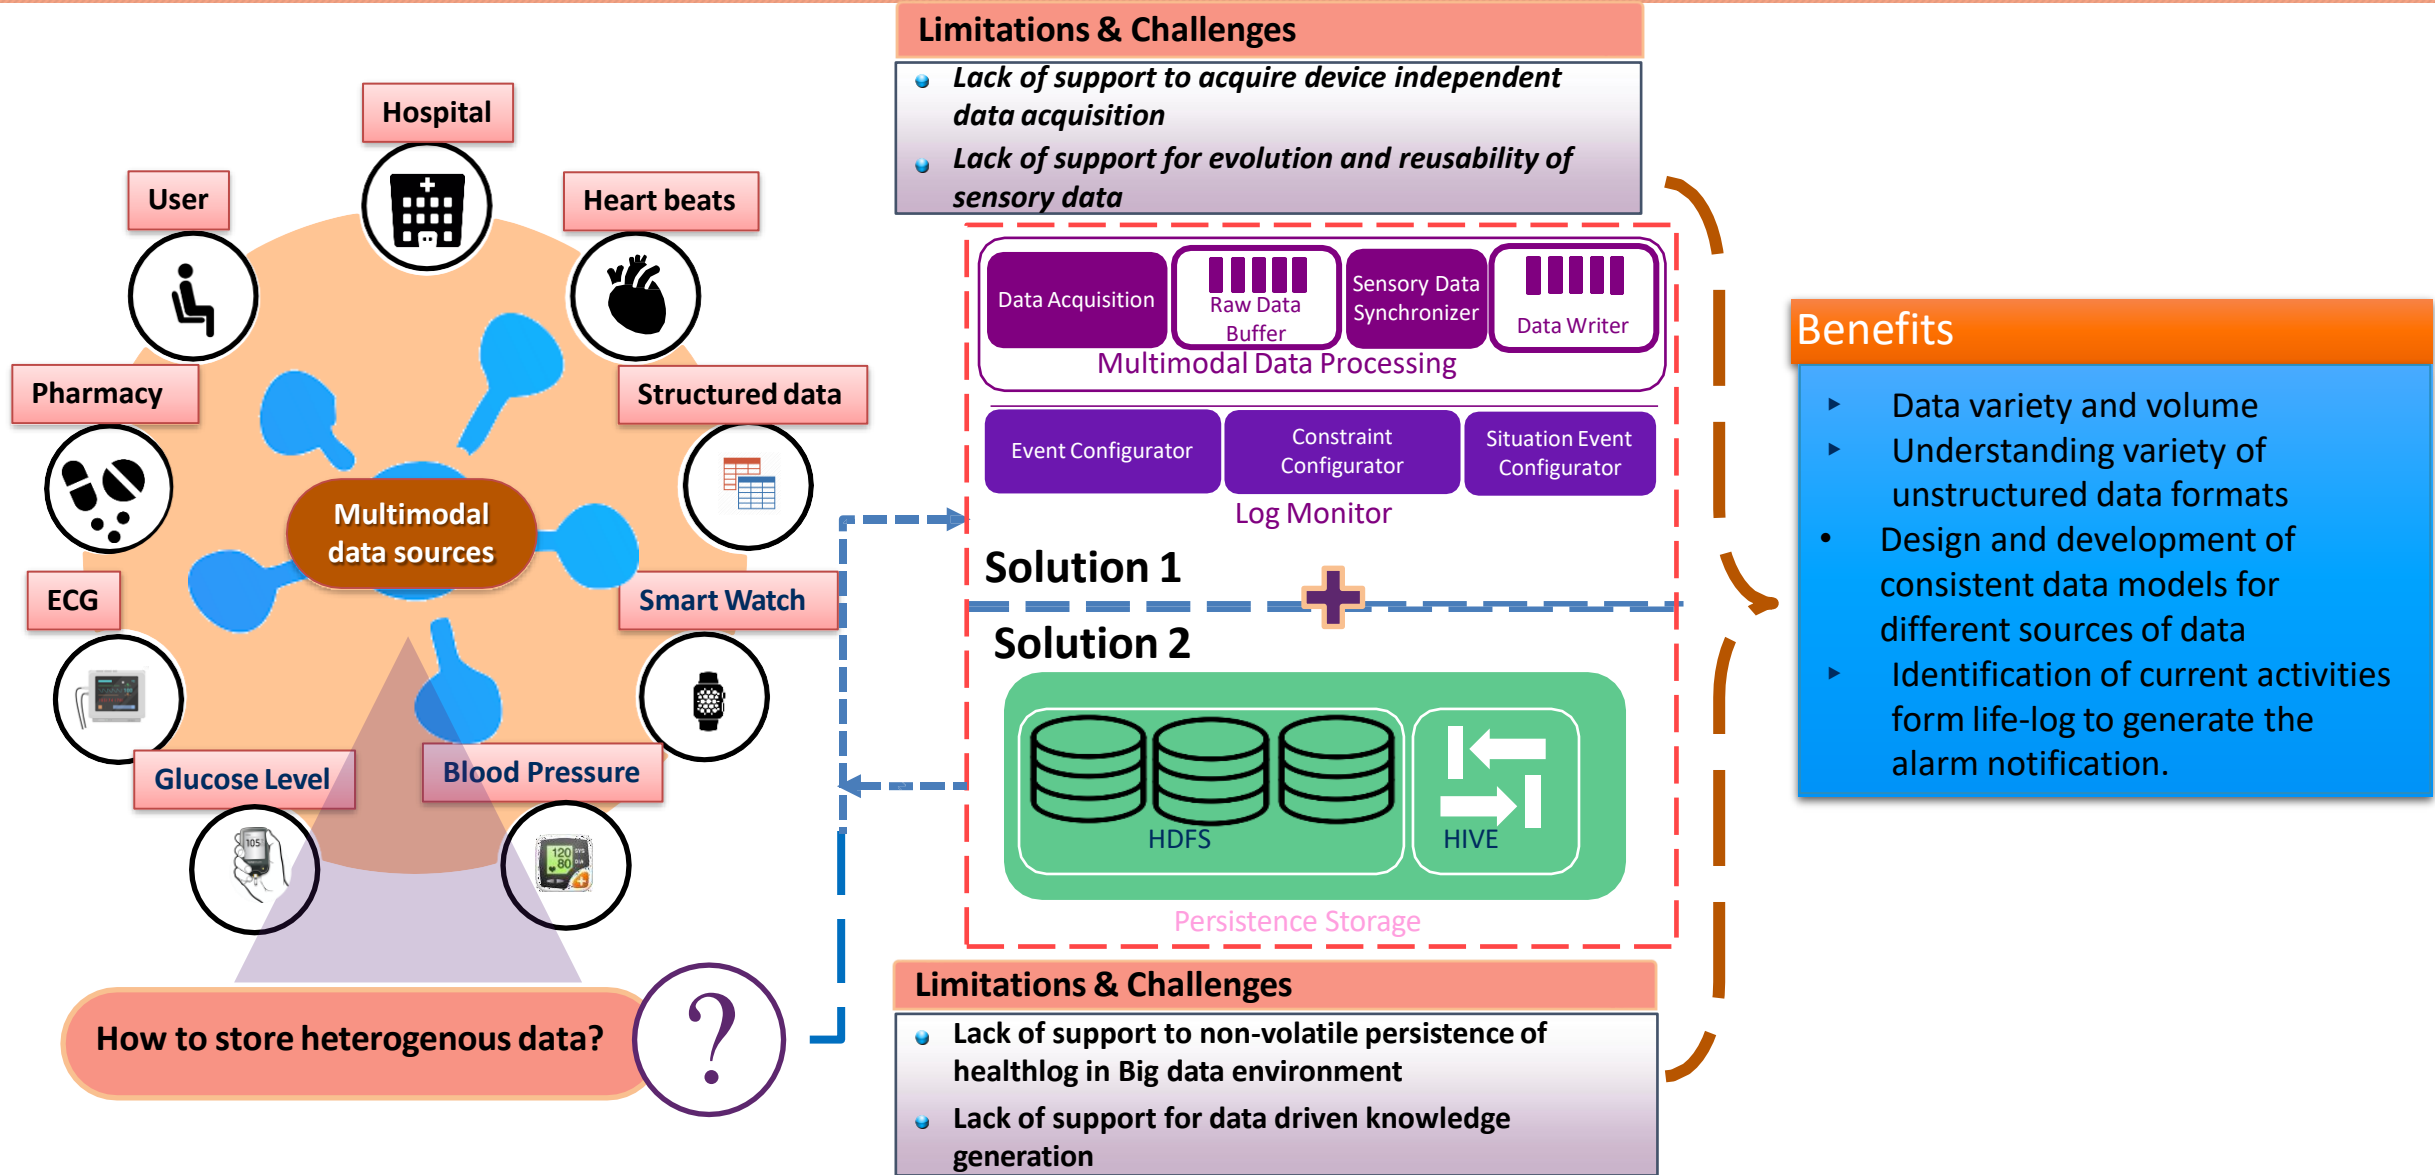 Limitations & Challenges
Lack of support to acquire device independent
data acquisition
Lack of support for evolution and reusability of
sensory data
Hospital
User
Heart beats
Pharmacy
Structured data
Multimodal
data sources
ECG
Smart Watch
Glucose Level
Blood Pressure
105
120
80
SYS
DIA
How to store heterogenous data?
?
Data Acquisition
Raw Data
Buffer
Sensory Data
Synchronizer
Data Writer
Multimodal Data Processing
Event Configurator
Constraint
Configurator
Situation Event
Configurator
Log Monitor
Solution 1
Solution 2
HDFS
HIVE
Persistence Storage
Limitations & Challenges
Lack of support to non-volatile persistence of
healthlog in Big data environment
Lack of support for data driven knowledge
generation
Benefits
Data variety and volume
Understanding variety of
unstructured data formats
Design and development of
consistent data models for
different sources of data
Identification of current activities
form life-log to generate the
alarm notification.